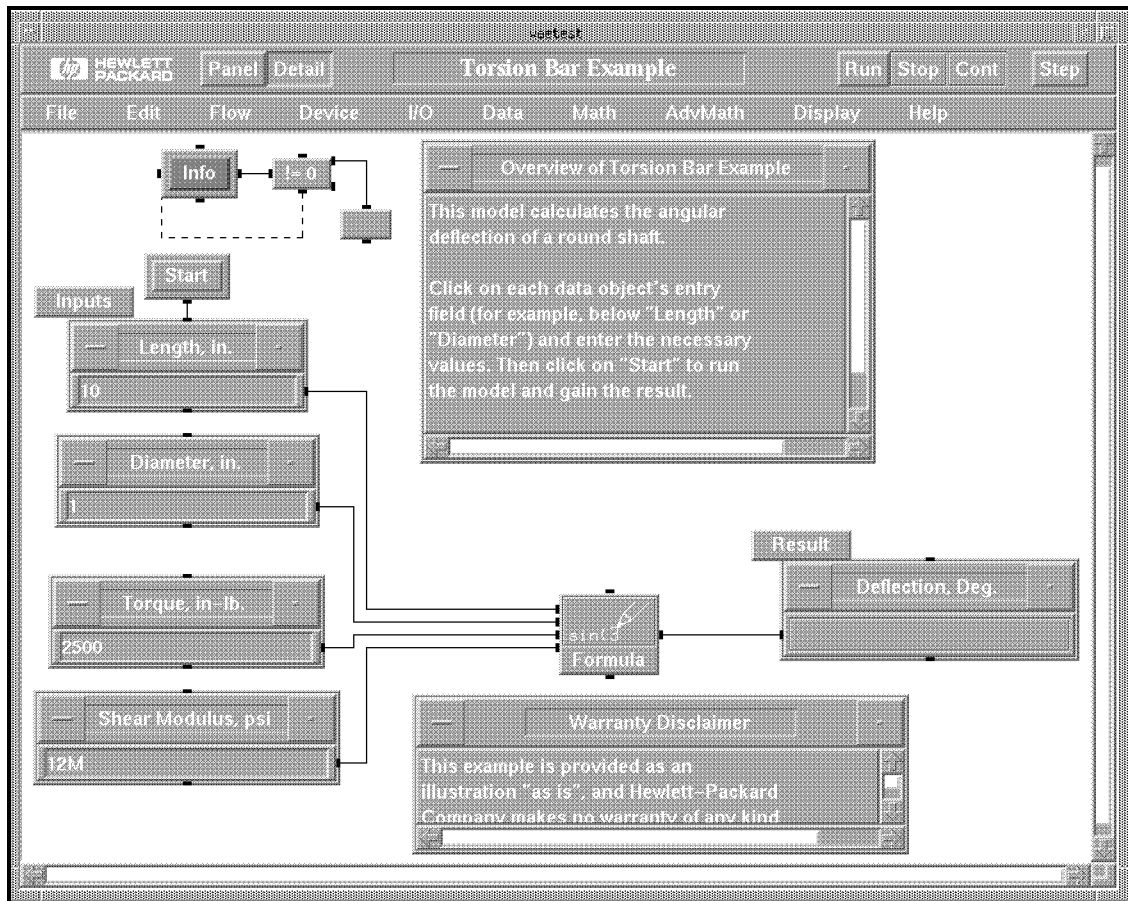 veetest
hp HEWLETT PACKARD Panel Detail Torsion Bar Example Run Stop Cont Step
File Edit Flow Device I/O Data Math AdvMath Display Help
Info
!= 0
Start
Inputs
Length, in.
10
Diameter, in.
1
Torque, in-lb.
2500
Shear Modulus, psi
12M
Overview of Torsion Bar Example
This model calculates the angular
deflection of a round shaft.
Click on each data object's entry
field (for example, below "Length" or
"Diameter") and enter the necessary
values. Then click on "Start" to run
the model and gain the result.
sin(
Formula
Result
Deflection, Deg.
Warranty Disclaimer
This example is provided as an
illustration "as is", and Hewlett-Packard
Company makes no warranty of any kind